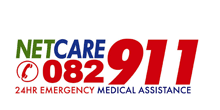 NETCARE 911
082
24HR EMERGENCY MEDICAL ASSISTANCE